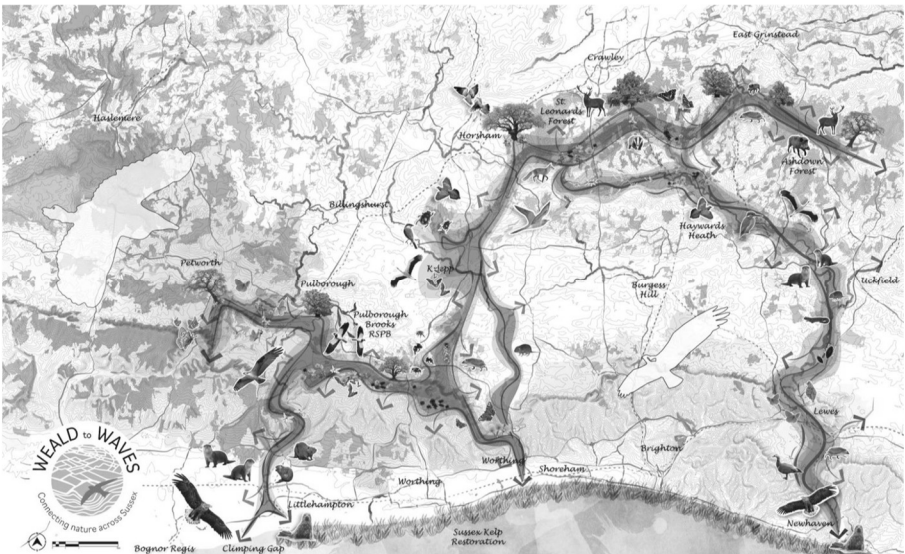 East Grinstead
Crawley
St
Leonards
Forest
Haslemere
Horsham
Ashdown
Forest
Billingshurst
Haywards
Heath
Petworth
Knepp
Uckfield
Pulborough
Burgess
Hill
Pulborough
Brooks
RSPB
Lewes
WEALD to WAVES
Connecting nature across Sussex
Brighton
Worthing
Shoreham
Worthing
Littlehampton
Newhaven
Sussex Kelp
Restoration
Bognor Regis
Climping Gap